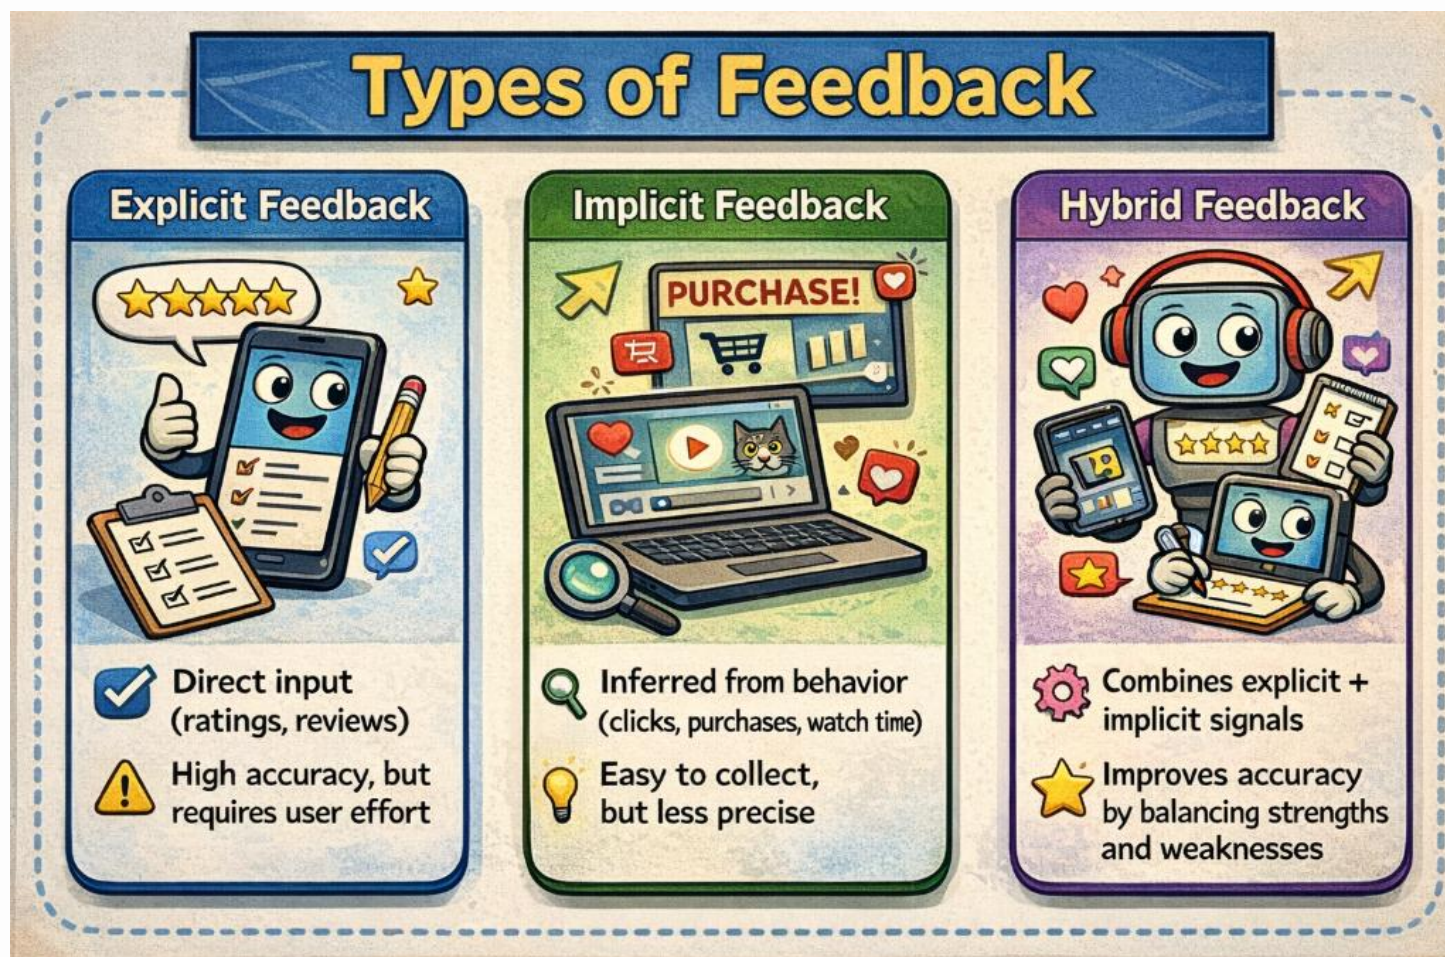 Types of Feedback
Explicit Feedback
Direct input
(ratings, reviews)
High accuracy, but
requires user effort
Implicit Feedback
PURCHASE!
Inferred from behavior
(clicks, purchases, watch time)
Easy to collect,
but less precise
Hybrid Feedback
Combines explicit +
implicit signals
Improves accuracy
by balancing strengths
and weaknesses